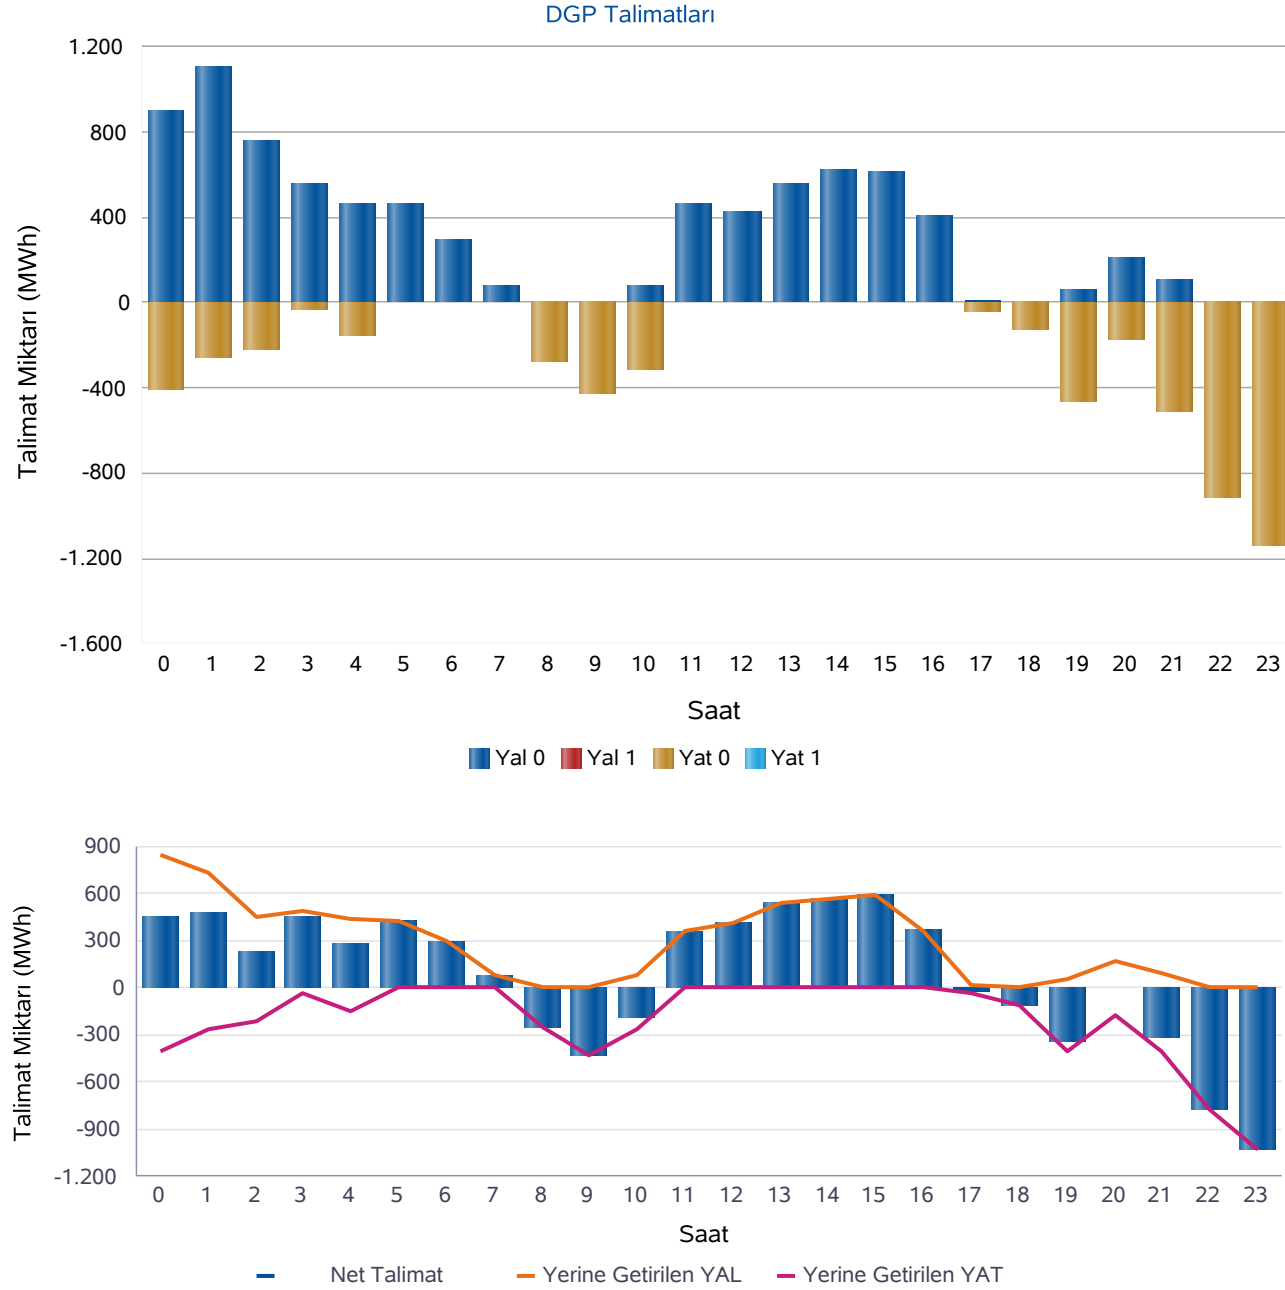 DGP Talimatları
1.200
800
400
0
-400
-800
-1.200
-1.600
Talimat Miktarı (MWh)
0 1 2 3 4 5 6 7 8 9 10 11 12 13 14 15 16 17 18 19 20 21 22 23
Saat
Yal 0 Yal 1 Yat 0 Yat 1
900
600
300
0
-300
-600
-900
-1.200
Talimat Miktarı (MWh)
0 1 2 3 4 5 6 7 8 9 10 11 12 13 14 15 16 17 18 19 20 21 22 23
Saat
Net Talimat Yerine Getirilen YAL Yerine Getirilen YAT